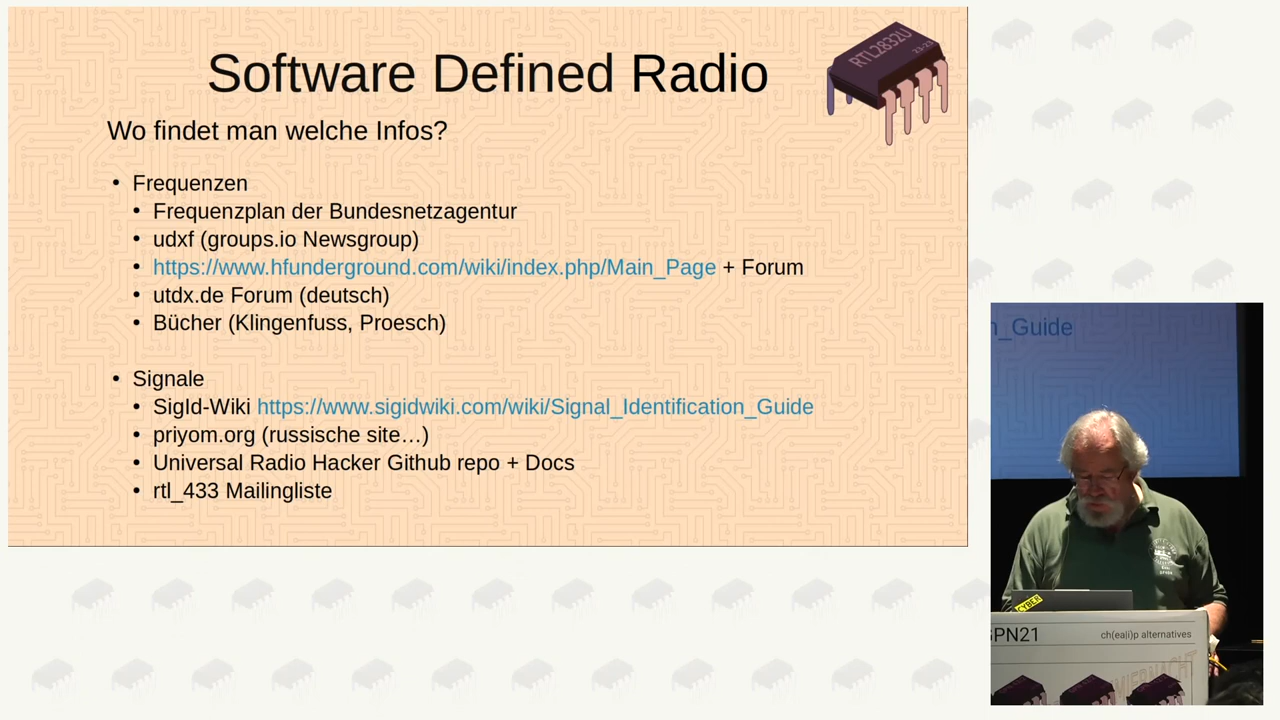 Software Defined Radio
RTL2832U
23-23
Wo findet man welche Infos?
• Frequenzen
• Frequenzplan der Bundesnetzagentur
• udxf (groups.io Newsgroup)
• https://www.hfunderground.com/wiki/index.php/Main_Page + Forum
• utdx.de Forum (deutsch)
• Bücher (Klingenfuss, Proesch)
• Signale
• SigId-Wiki https://www.sigidwiki.com/wiki/Signal_Identification_Guide
• priyom.org (russische site…)
• Universal Radio Hacker Github repo + Docs
• rtl_433 Mailingliste
n_Guide
CYBER
GPN21
ch(ea|i)p alternatives